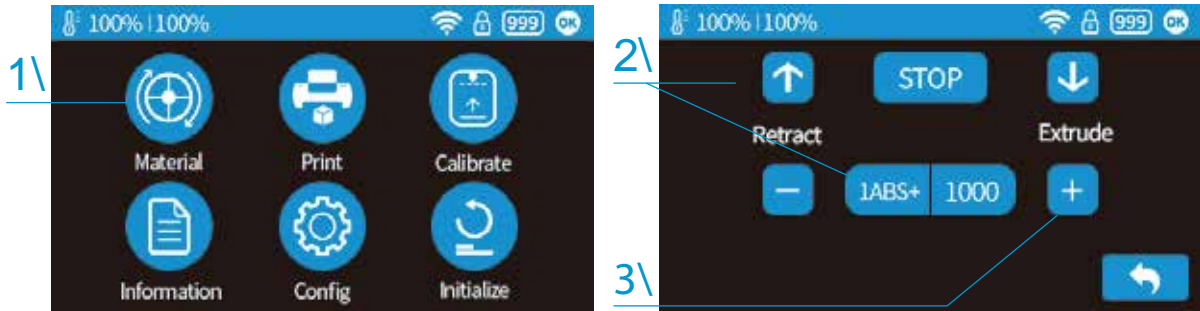 100% | 100% 999 OK
1\
Material Print Calibrate
Information Config Initialize
100% | 100% 999 OK
2\
STOP
Retract Extrude
1ABS+ 1000
3\